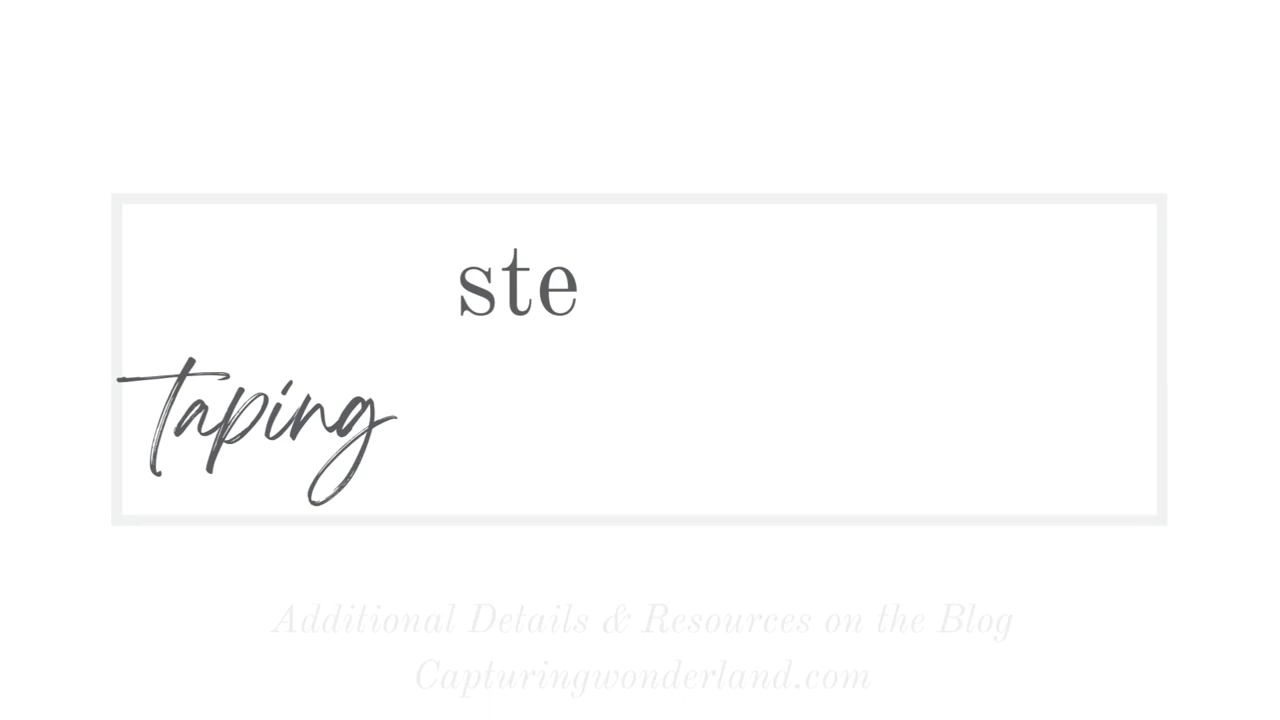 ste
Taping
Additional Details & Resources on the Blog
Capturingwonderland.com